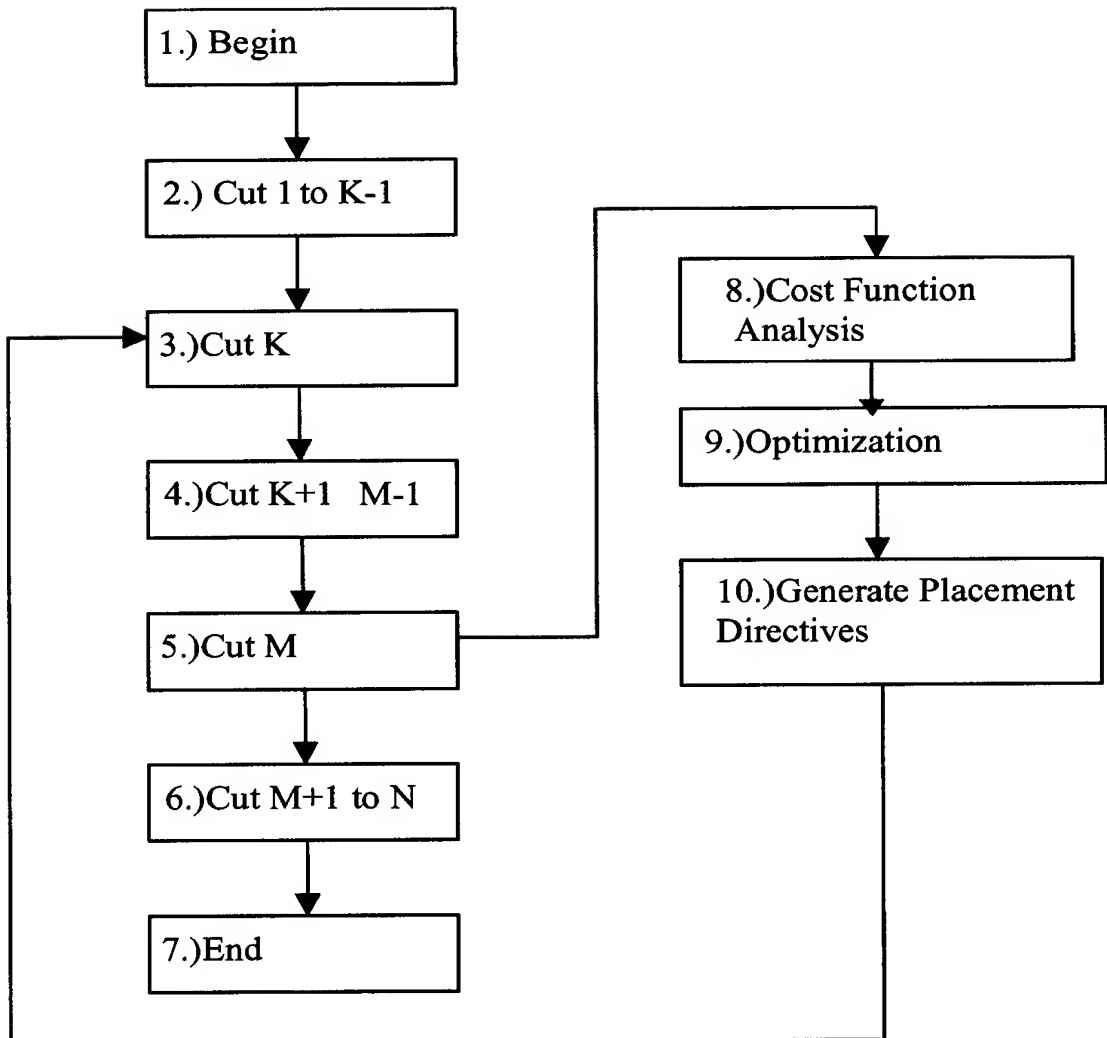 1.) Begin
2.) Cut 1 to K-1
3.)Cut K
4.)Cut K+1 M-1
5.)Cut M
6.)Cut M+1 to N
7.)End
8.)Cost Function
Analysis
9.)Optimization
10.)Generate Placement
Directives